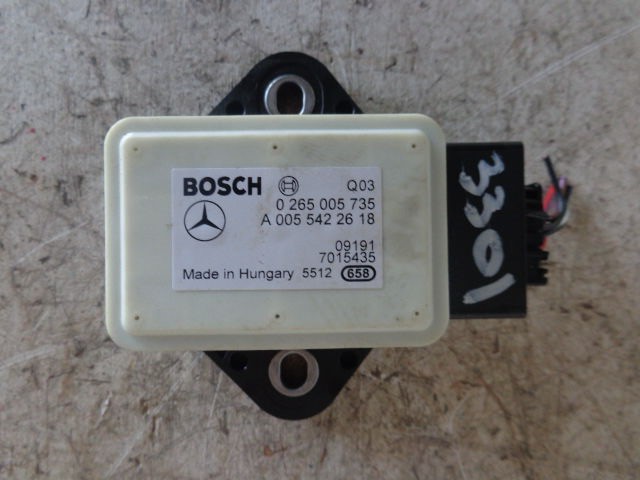 BOSCH Q03
0 265 005 735
A 005 542 26 18
09191
7015435
Made in Hungary 5512 658
3301